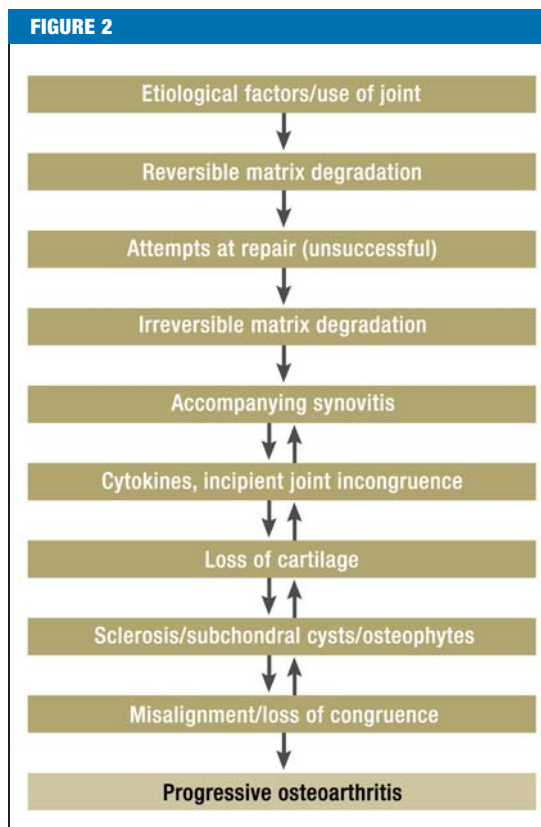 FIGURE 2
Etiological factors/use of joint
Reversible matrix degradation
Attempts at repair (unsuccessful)
Irreversible matrix degradation
Accompanying synovitis
Cytokines, incipient joint incongruence
Loss of cartilage
Sclerosis/subchondral cysts/osteophytes
Misalignment/loss of congruence
Progressive osteoarthritis